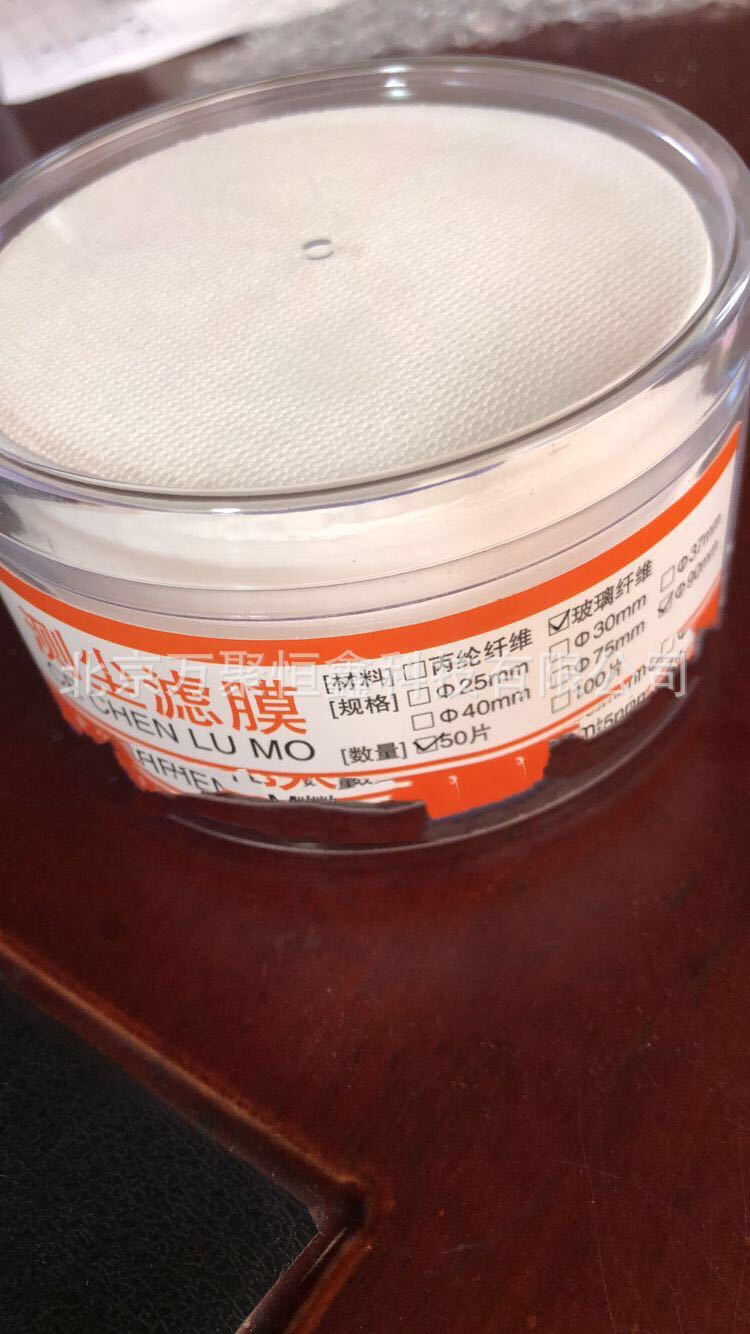 测尘滤膜
CE CHEN LU MO
[材料]□丙纶纤维 ☑玻璃纤维
[规格]□Φ25mm □Φ30mm □Φ37mm
□Φ40mm □Φ75mm ☑Φ90mm
[数量]☑50片 □100片
北京万聚恒鑫科技有限公司